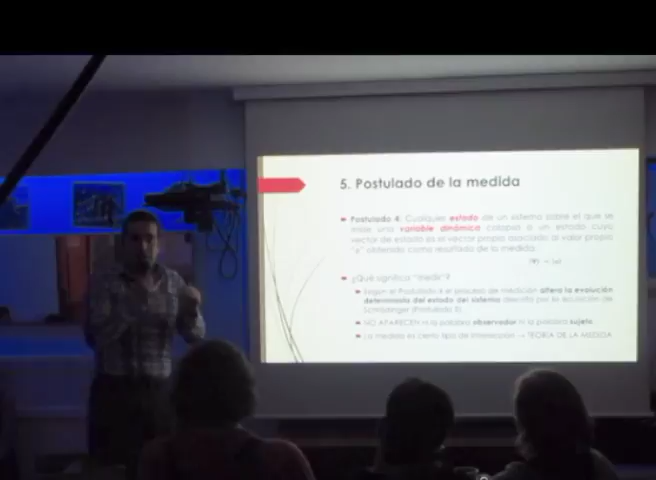 5. Postulado de la medida
Postulado 4: Cualquier estado de un sistema sobre el que se
mide una variable dinámica colapsa a un estado cuyo
vector de estado es el vector propio asociado al valor propio
"a" obtenido como resultado de la medida:
¿Qué significa "medir"?
Según el Postulado 4 el proceso de medición altera la evolución
determinista del estado del sistema descrita por la ecuación de
Schrödinger (Postulado 5)
NO APARECEN ni la palabra observador ni la palabra sujeto.
La medida es cierto tipo de interacción → TEORÍA DE LA MEDIDA